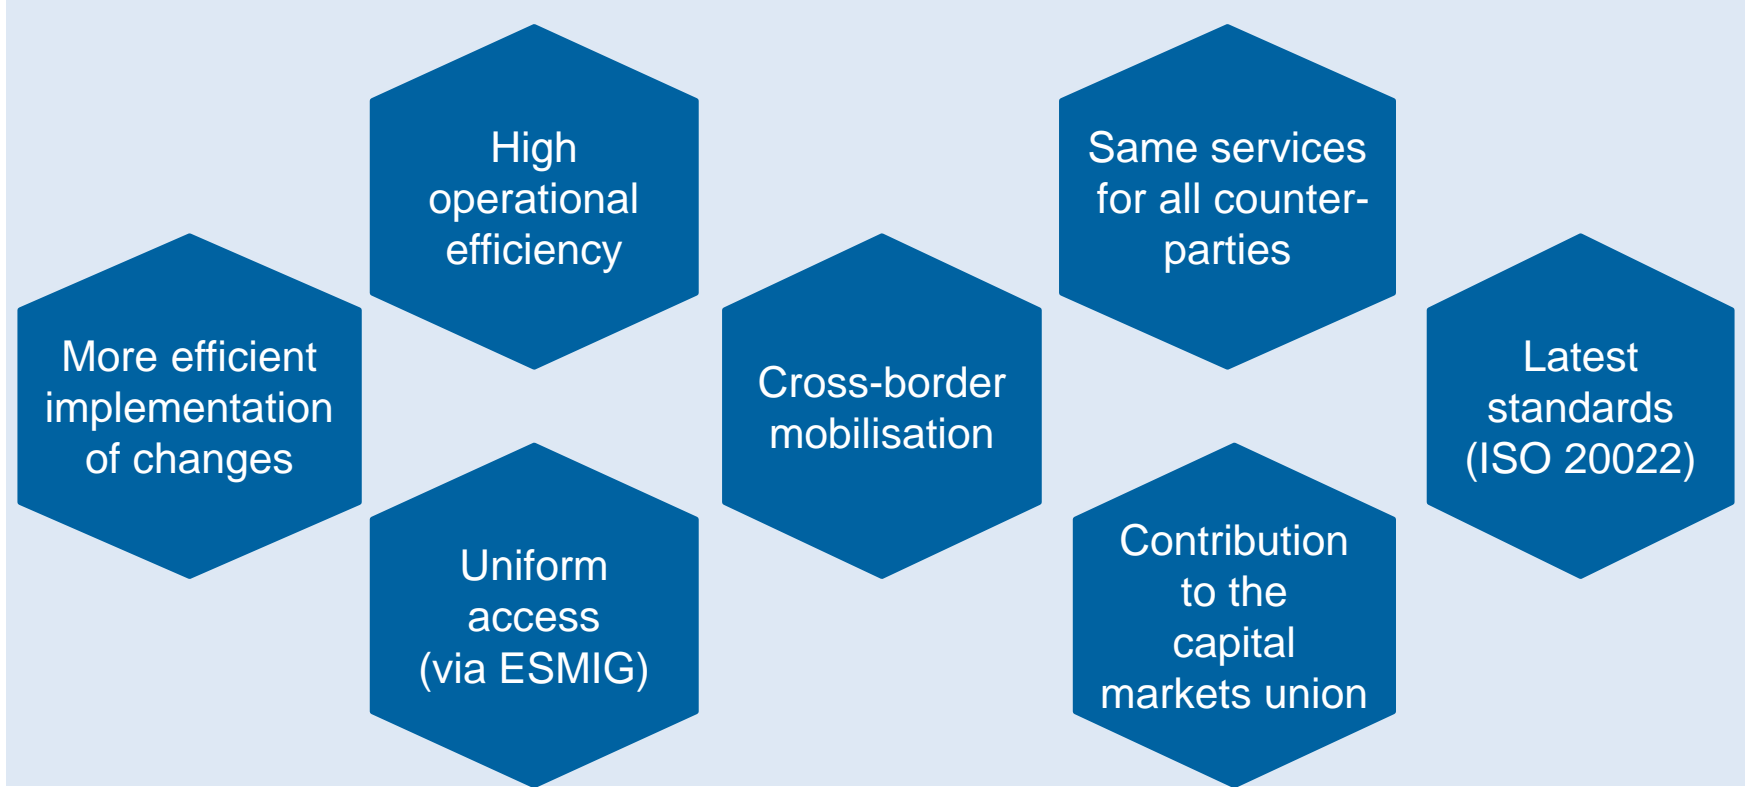 High
operational
efficiency
Same services
for all counter-
parties
More efficient
implementation
of changes
Cross-border
mobilisation
Latest
standards
(ISO 20022)
Uniform
access
(via ESMIG)
Contribution
to the
capital
markets union